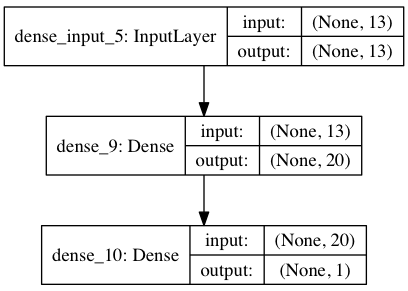 dense_input_5: InputLayer
input: (None, 13)
output: (None, 13)
dense_9: Dense
input: (None, 13)
output: (None, 20)
dense_10: Dense
input: (None, 20)
output: (None, 1)